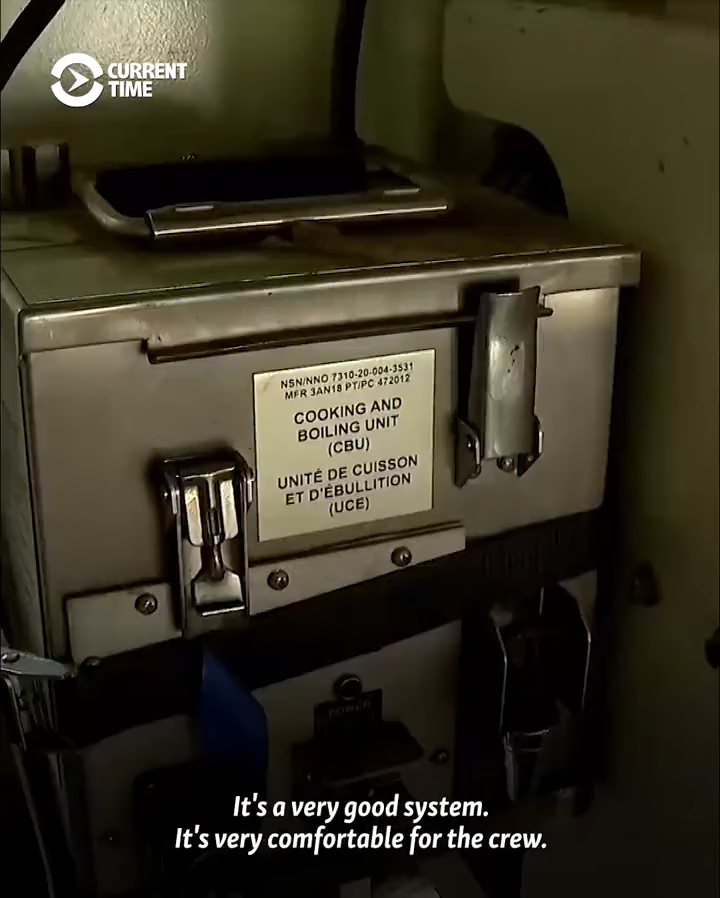 CURRENT
TIME
NSN/NNO 7310-20-004-3531
MFR 3AN18 PT/PC 472012
COOKING AND
BOILING UNIT
(CBU)
UNITÉ DE CUISSON
ET D'ÉBULLITION
(UCE)
POWER
It's a very good system.
It's very comfortable for the crew.